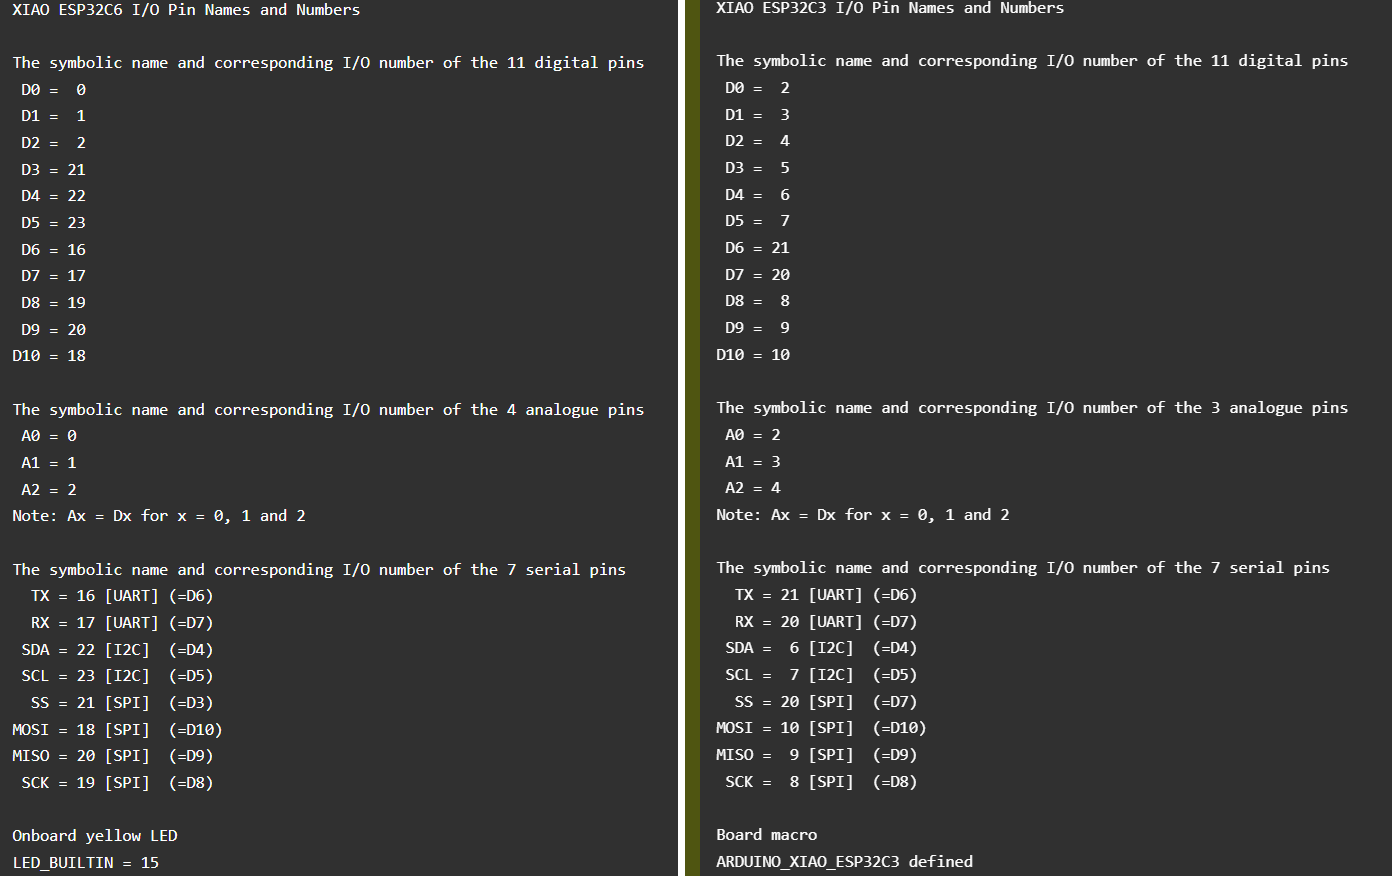 XIAO ESP32C6 I/O Pin Names and Numbers
The symbolic name and corresponding I/O number of the 11 digital pins
D0 =  0
D1 =  1
D2 =  2
D3 = 21
D4 = 22
D5 = 23
D6 = 16
D7 = 17
D8 = 19
D9 = 20
D10 = 18
The symbolic name and corresponding I/O number of the 4 analogue pins
A0 = 0
A1 = 1
A2 = 2
Note: Ax = Dx for x = 0, 1 and 2
The symbolic name and corresponding I/O number of the 7 serial pins
TX = 16 [UART] (=D6)
RX = 17 [UART] (=D7)
SDA = 22 [I2C]  (=D4)
SCL = 23 [I2C]  (=D5)
SS = 21 [SPI]  (=D3)
MOSI = 18 [SPI]  (=D10)
MISO = 20 [SPI]  (=D9)
SCK = 19 [SPI]  (=D8)
Onboard yellow LED
LED_BUILTIN = 15
XIAO ESP32C3 I/O Pin Names and Numbers
The symbolic name and corresponding I/O number of the 11 digital pins
D0 =  2
D1 =  3
D2 =  4
D3 =  5
D4 =  6
D5 =  7
D6 = 21
D7 = 20
D8 =  8
D9 =  9
D10 = 10
The symbolic name and corresponding I/O number of the 3 analogue pins
A0 = 2
A1 = 3
A2 = 4
Note: Ax = Dx for x = 0, 1 and 2
The symbolic name and corresponding I/O number of the 7 serial pins
TX = 21 [UART] (=D6)
RX = 20 [UART] (=D7)
SDA =  6 [I2C]  (=D4)
SCL =  7 [I2C]  (=D5)
SS = 20 [SPI]  (=D7)
MOSI = 10 [SPI]  (=D10)
MISO =  9 [SPI]  (=D9)
SCK =  8 [SPI]  (=D8)
Board macro
ARDUINO_XIAO_ESP32C3 defined